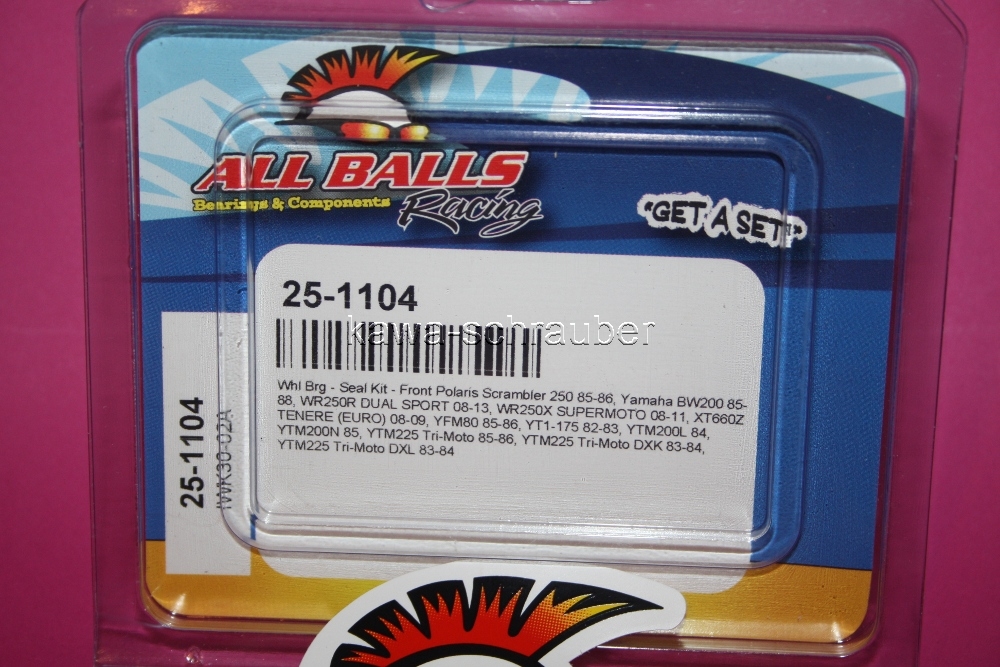 ALL BALLS
Bearings & Components
Racing
"GET A SET"
25-1104
kawa-schrauber
Whl Brg - Seal Kit - Front Polaris Scrambler 250 85-86, Yamaha BW200 85-
88, WR250R DUAL SPORT 08-13, WR250X SUPERMOTO 08-11, XT660Z
TENERE (EURO) 08-09, YFM80 85-86, YT1-175 82-83, YTM200L 84,
YTM200N 85, YTM225 Tri-Moto 85-86, YTM225 Tri-Moto DXK 83-84,
YTM225 Tri-Moto DXL 83-84
25-1104
IWK30-02A